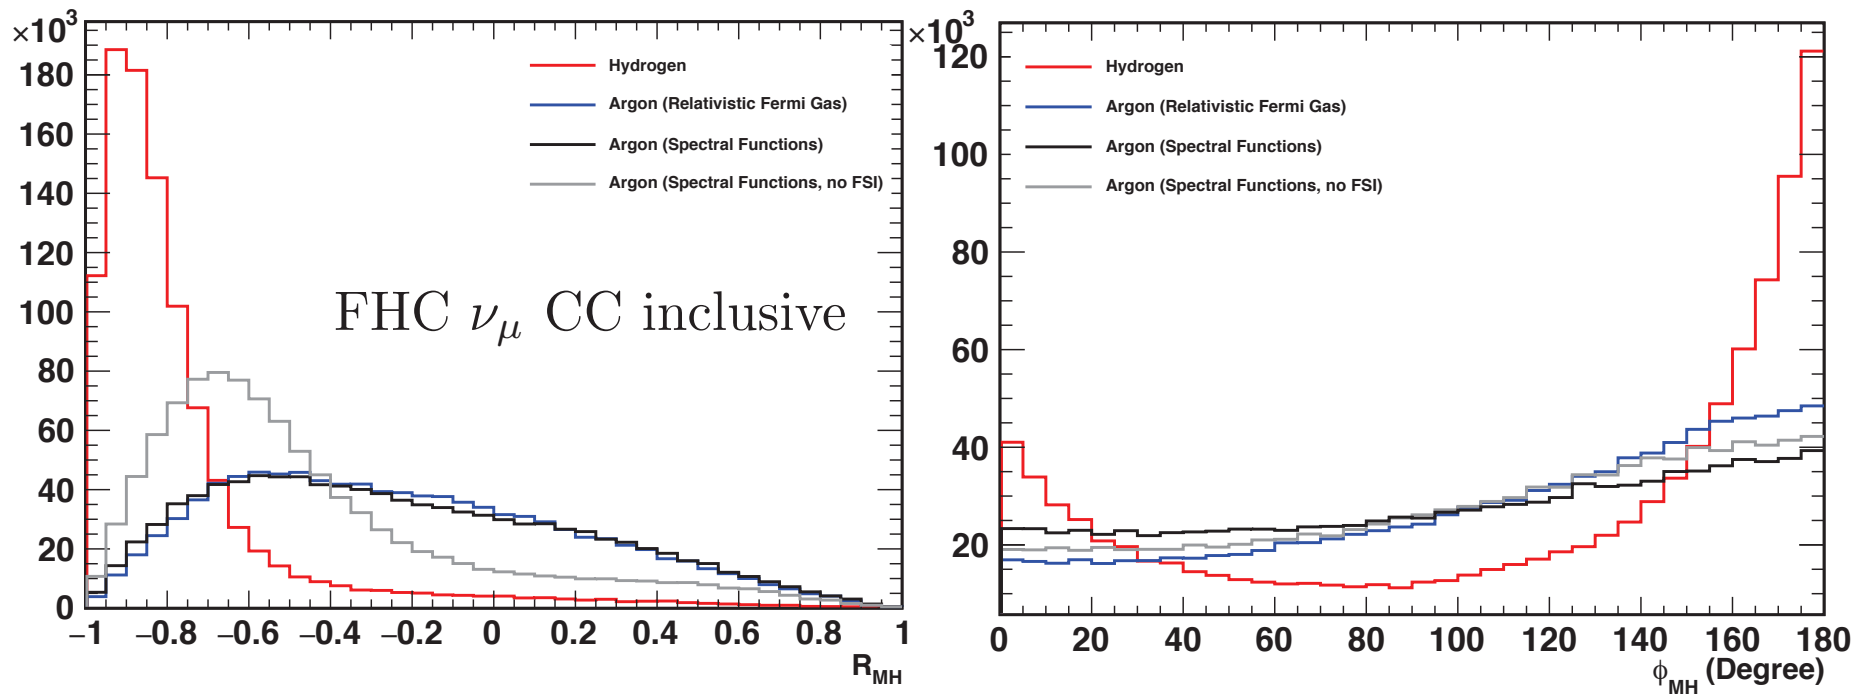 ×10³
180
160
140
120
100
80
60
40
20
0
Hydrogen
Argon (Relativistic Fermi Gas)
Argon (Spectral Functions)
Argon (Spectral Functions, no FSI)
FHC νμ CC inclusive
−1 −0.8 −0.6 −0.4 −0.2 0 0.2 0.4 0.6 0.8 1
R_MH
×10³
120
100
80
60
40
20
Hydrogen
Argon (Relativistic Fermi Gas)
Argon (Spectral Functions)
Argon (Spectral Functions, no FSI)
0 20 40 60 80 100 120 140 160 180
ϕ_MH (Degree)